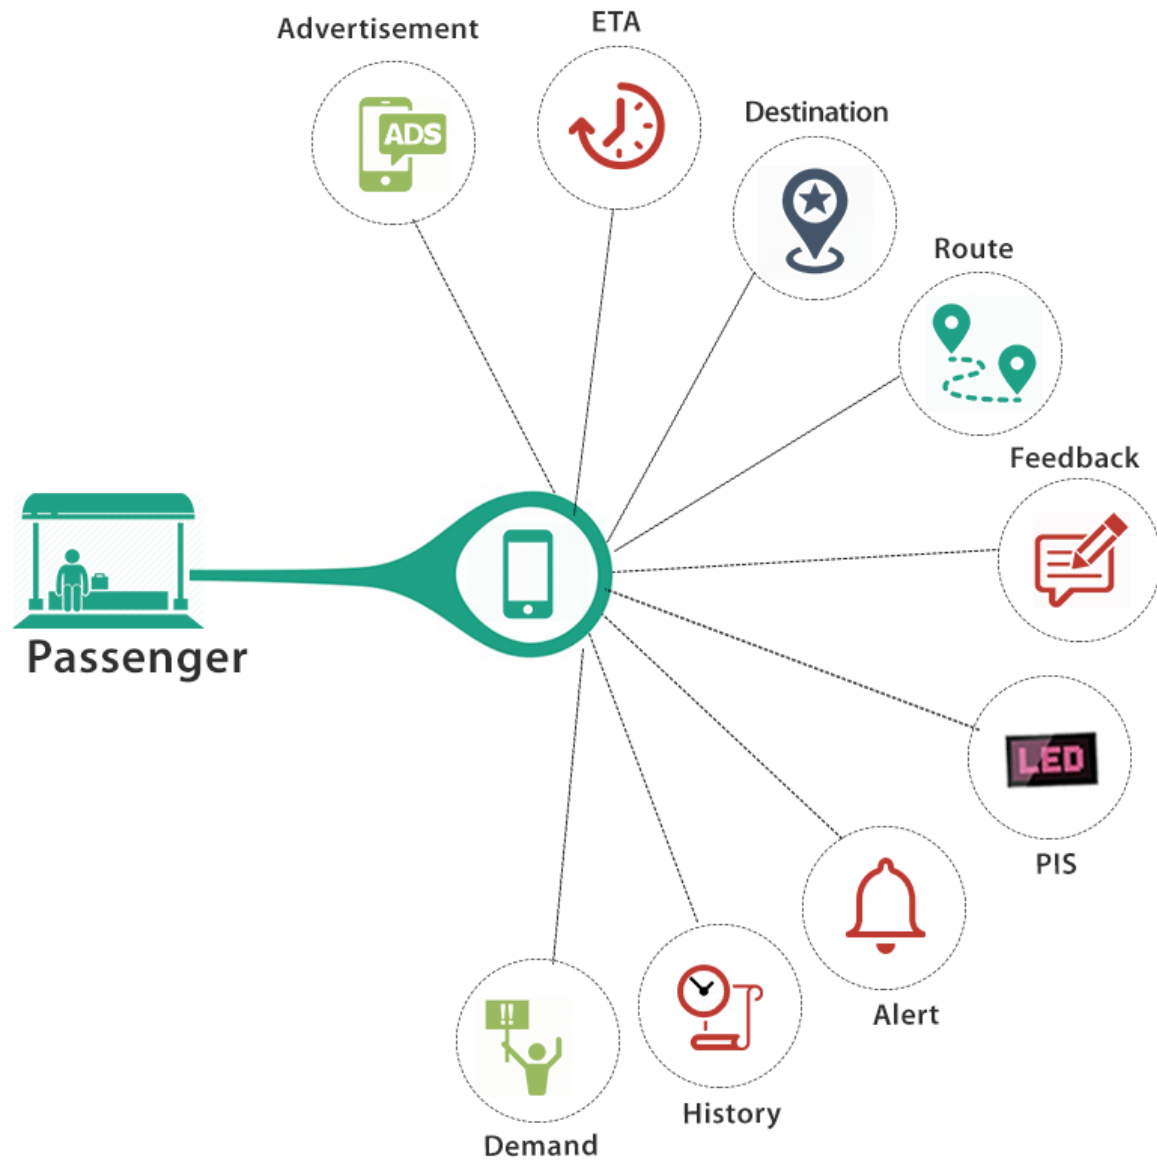 Advertisement
ETA
ADS
Destination
Route
Feedback
Passenger
LED
PIS
!!
Alert
History
Demand